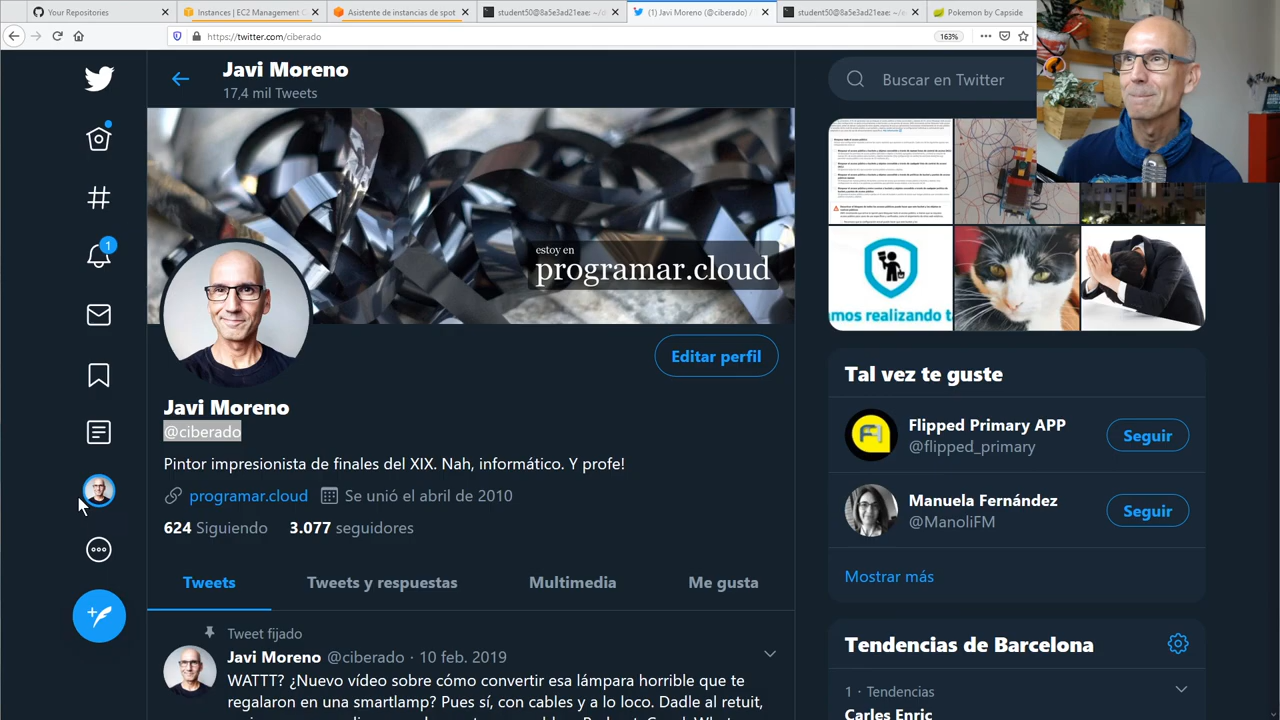 Your Repositories
Instances | EC2 Management C
Asistente de instancias de spot
student50@8a5e3ad21eae: ~/d
(1) Javi Moreno (@ciberado) /
student50@8a5e3ad21eae: ~
Pokemon by Capside
https://twitter.com/ciberado
163%
Javi Moreno
17,4 mil Tweets
Buscar en Twitter
estoy en
programar.cloud
mos realizando t
1
Editar perfil
Javi Moreno
@ciberado
Pintor impresionista de finales del XIX. Nah, informático. Y profe!
programar.cloud Se unió el abril de 2010
624 Siguiendo 3.077 seguidores
Tweets Tweets y respuestas Multimedia Me gusta
Tweet fijado
Javi Moreno @ciberado · 10 feb. 2019
WATTT? ¿Nuevo vídeo sobre cómo convertir esa lámpara horrible que te
regalaron en una smartlamp? Pues sí, con cables y a lo loco. Dadle al retuit,
Tal vez te guste
Flipped Primary APP
@flipped_primary
Seguir
Manuela Fernández
@ManoliFM
Seguir
Mostrar más
Tendencias de Barcelona
1 · Tendencias
Carles Enric